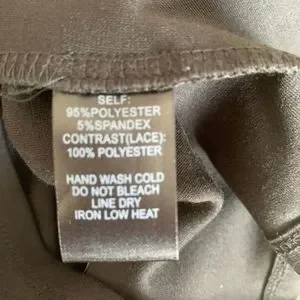 SELF:
95%POLYESTER
5%SPANDEX
CONTRAST(LACE):
100% POLYESTER
HAND WASH COLD
DO NOT BLEACH
LINE DRY
IRON LOW HEAT